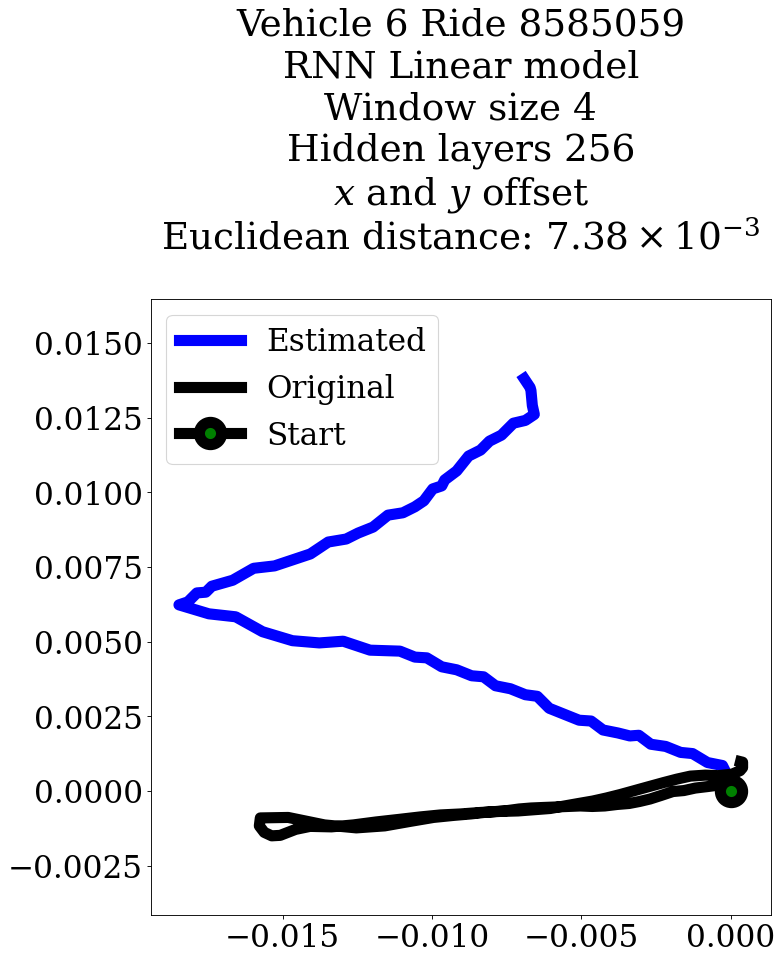 Vehicle 6 Ride 8585059
RNN Linear model
Window size 4
Hidden layers 256
x and y offset
Euclidean distance: 7.38 × 10⁻³
Estimated
Original
Start
0.0150
0.0125
0.0100
0.0075
0.0050
0.0025
0.0000
−0.0025
−0.015 −0.010 −0.005 0.000